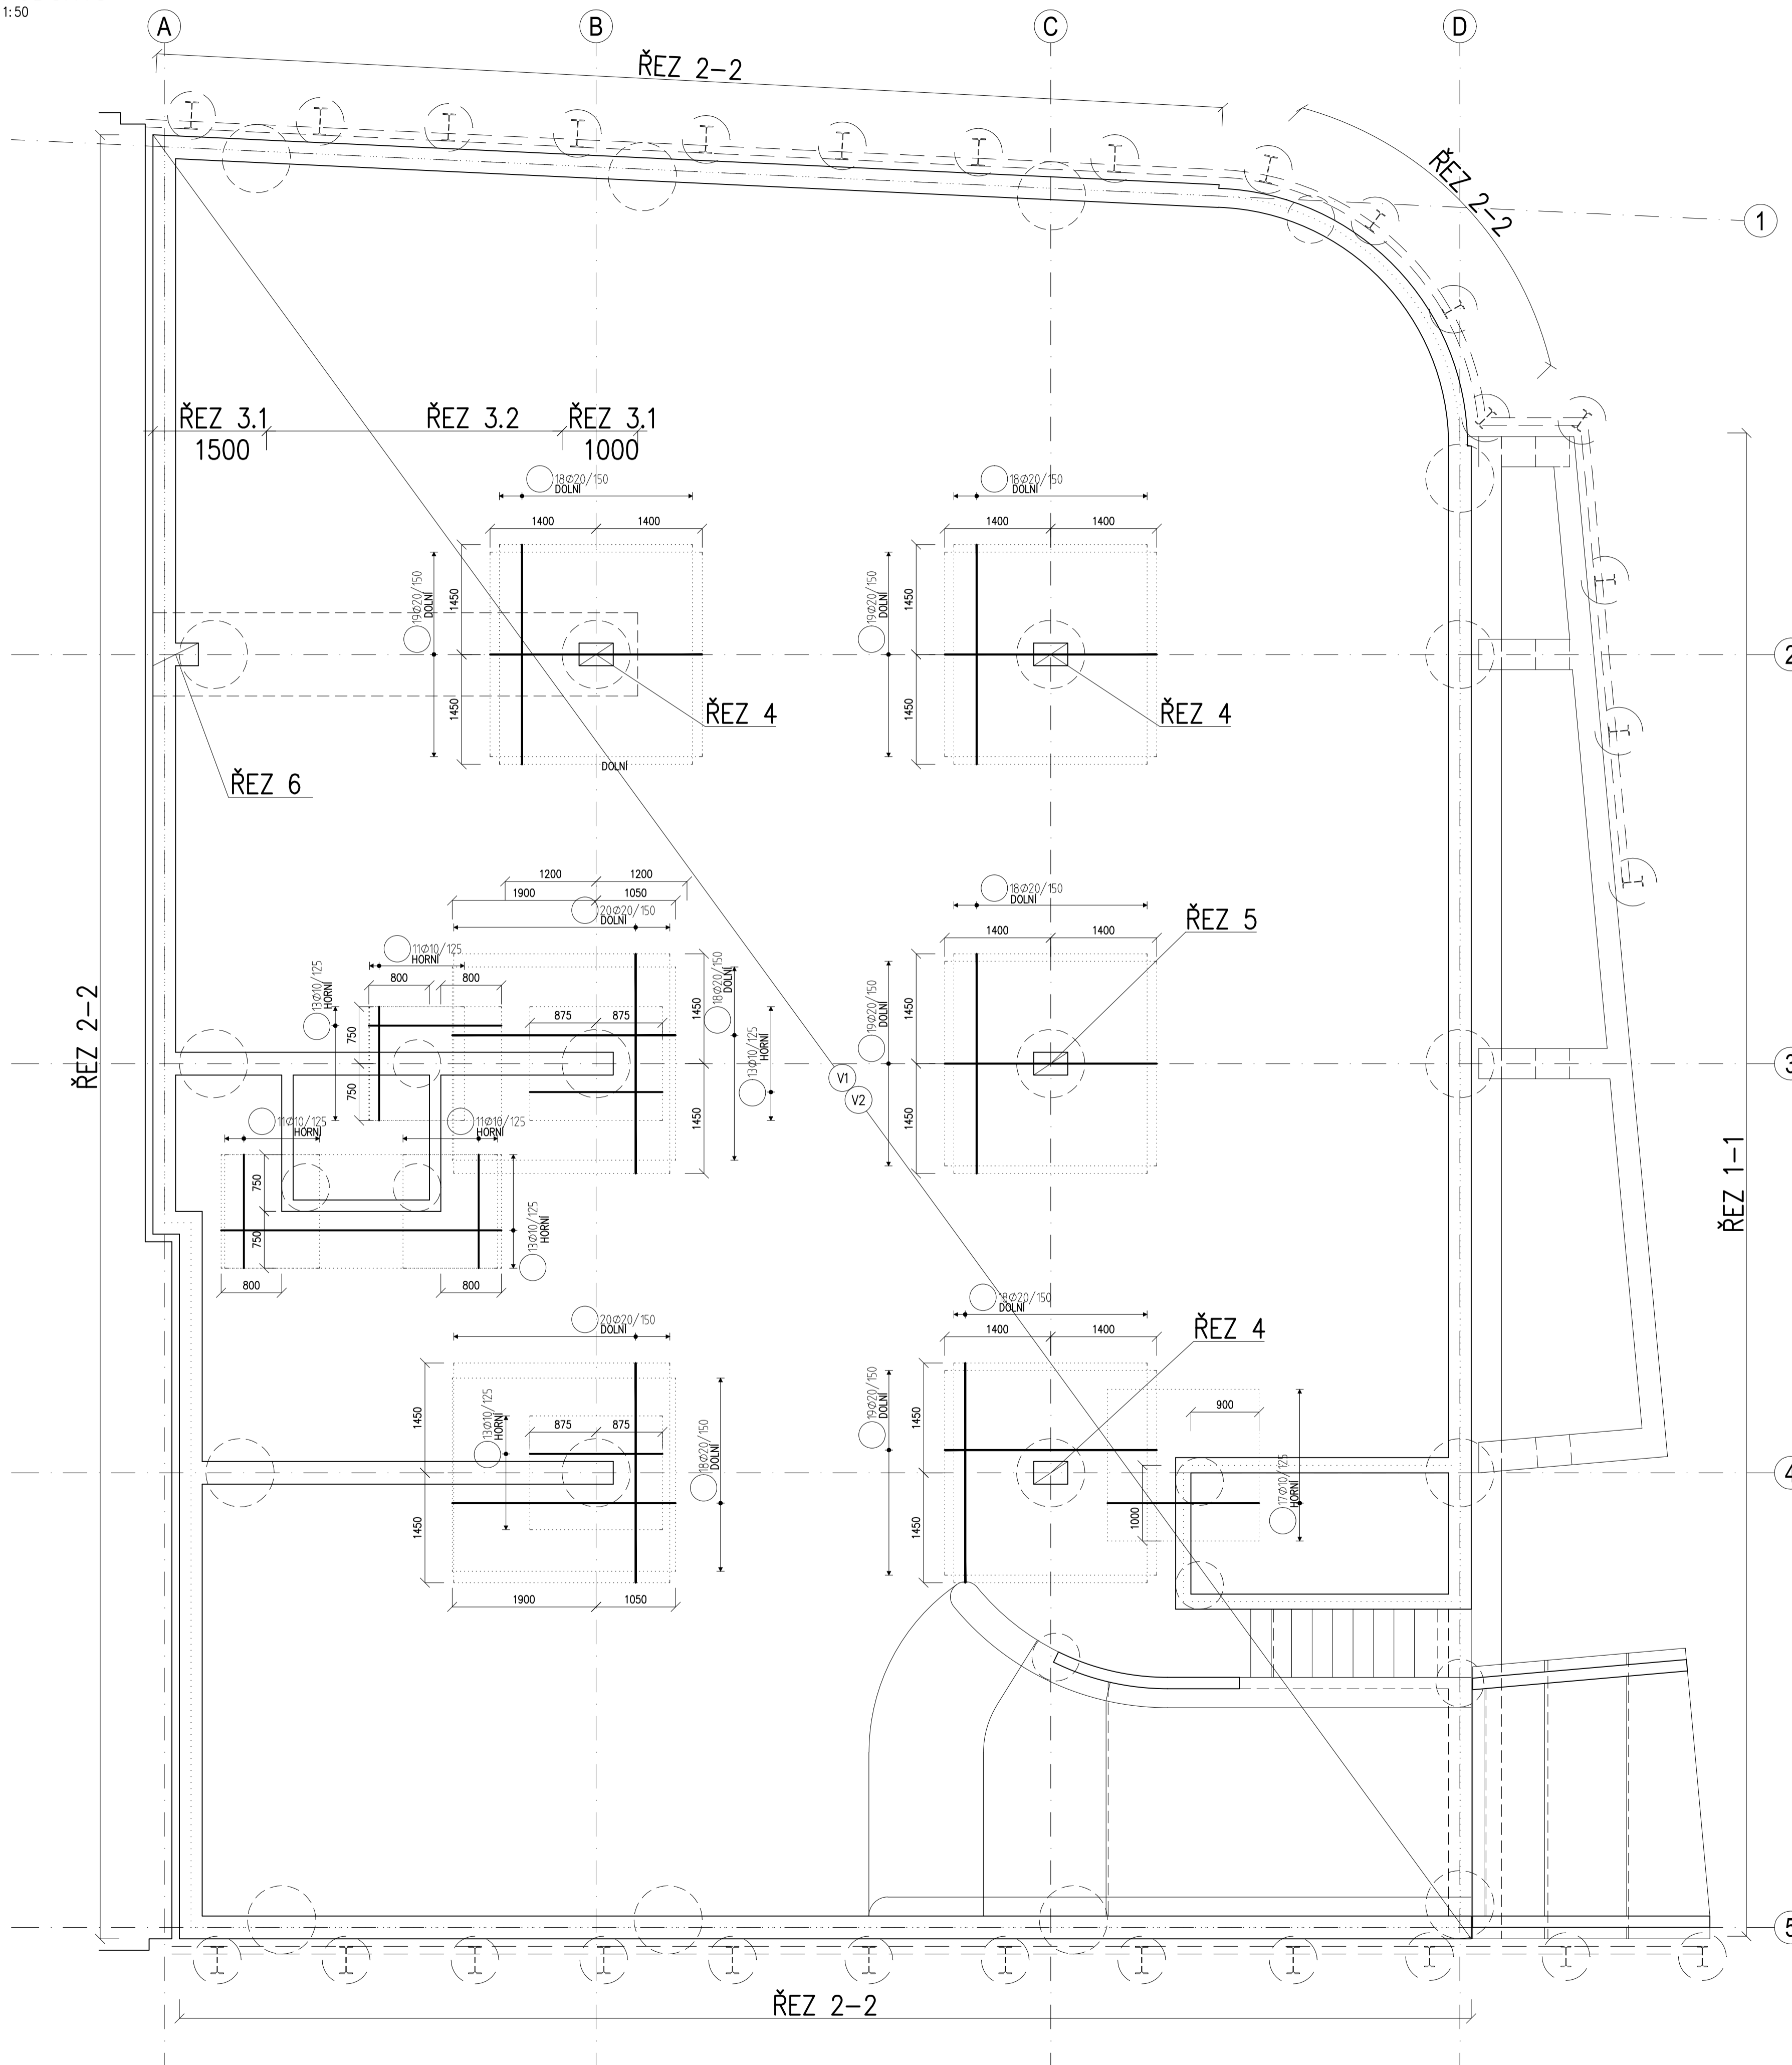 1:50
A
B
C
D
ŘEZ 2-2
ŘEZ 2-2
1
ŘEZ 3.1
1500
ŘEZ 3.2
ŘEZ 3.1
1000
18Ø20/150
DOLNÍ
18Ø20/150
DOLNÍ
1400
1400
1400
1400
19Ø20/150
DOLNÍ
1450
1450
19Ø20/150
DOLNÍ
1450
1450
2
ŘEZ 4
ŘEZ 4
DOLNÍ
ŘEZ 6
1200
1200
1900
1050
20Ø20/150
DOLNÍ
18Ø20/150
DOLNÍ
1400
1400
ŘEZ 5
11Ø10/125
HORNÍ
800
800
13Ø10/125
HORNÍ
750
750
875
875
1450
1450
18Ø20/150
DOLNÍ
13Ø10/125
HORNÍ
19Ø20/150
DOLNÍ
1450
1450
3
ŘEZ 2-2
V1
V2
11Ø10/125
HORNÍ
11Ø10/125
HORNÍ
750
750
13Ø10/125
HORNÍ
800
800
ŘEZ 1-1
20Ø20/150
DOLNÍ
18Ø20/150
DOLNÍ
1400
1400
ŘEZ 4
1450
1450
13Ø10/125
HORNÍ
875
875
18Ø20/150
DOLNÍ
19Ø20/150
DOLNÍ
1450
1450
900
1000
17Ø10/125
HORNÍ
4
1900
1050
5
ŘEZ 2-2